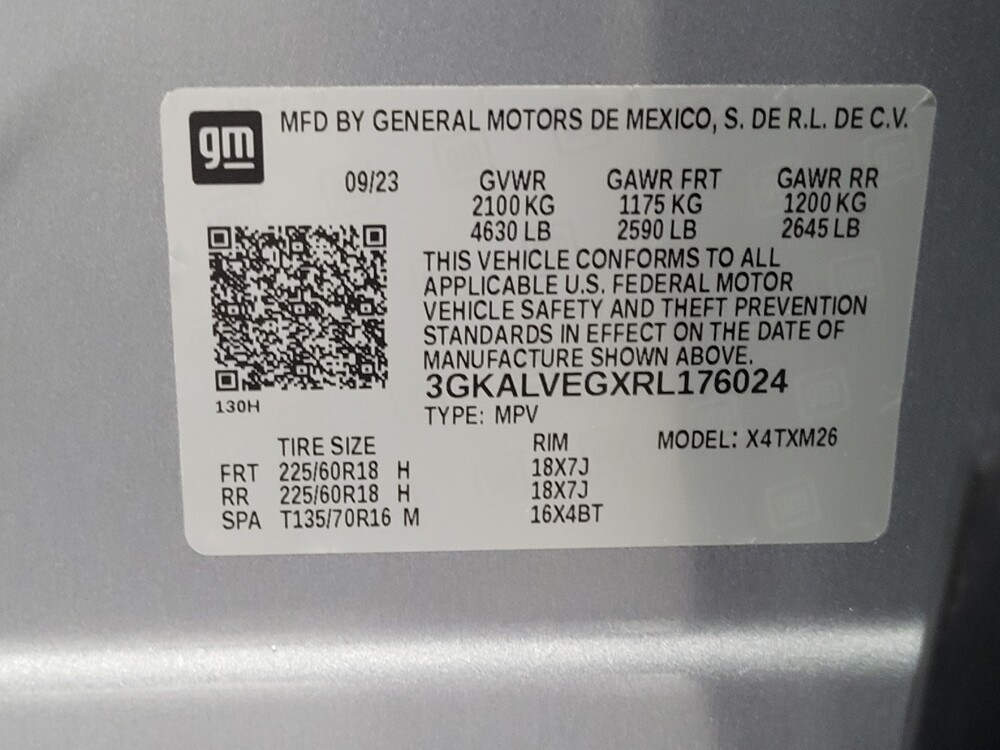 gm MFD BY GENERAL MOTORS DE MEXICO, S. DE R.L. DE C.V.
09/23 GVWR GAWR FRT GAWR RR
2100 KG 1175 KG 1200 KG
4630 LB 2590 LB 2645 LB
THIS VEHICLE CONFORMS TO ALL
APPLICABLE U.S. FEDERAL MOTOR
VEHICLE SAFETY AND THEFT PREVENTION
STANDARDS IN EFFECT ON THE DATE OF
MANUFACTURE SHOWN ABOVE.
3GKALVEGXRL176024
130H
TYPE: MPV
TIRE SIZE RIM MODEL: X4TXM26
FRT 225/60R18 H 18X7J
RR 225/60R18 H 18X7J
SPA T135/70R16 M 16X4BT